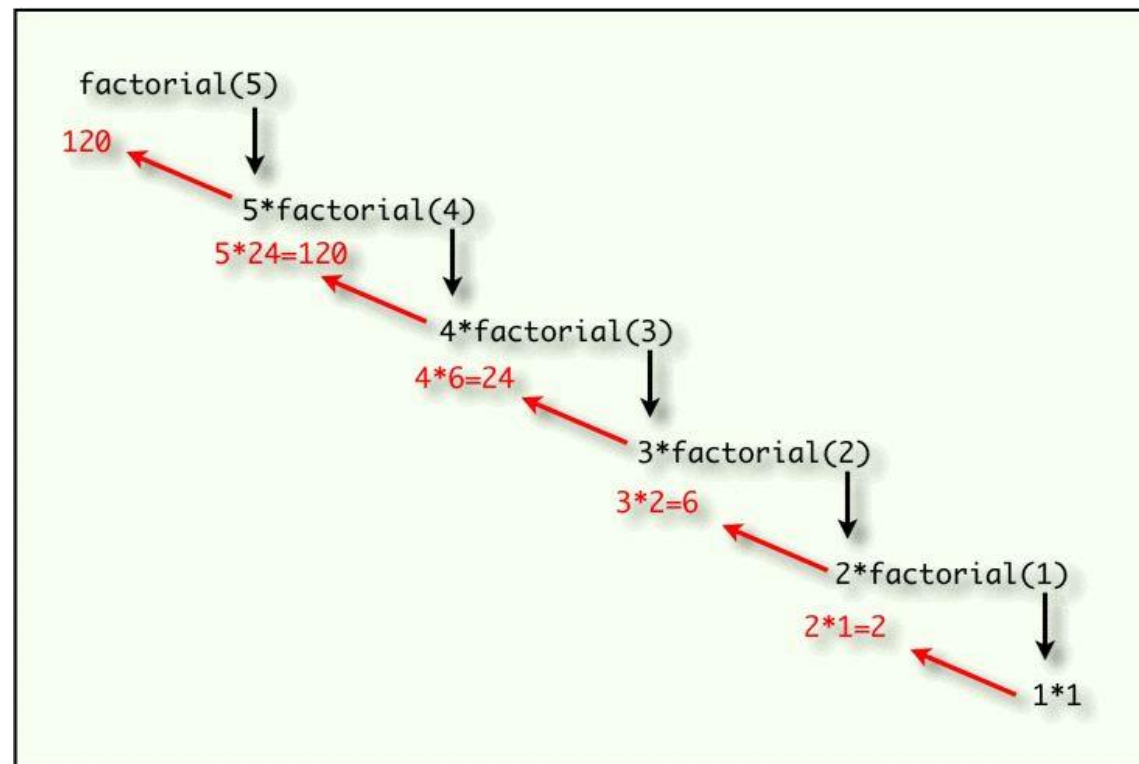 factorial(5)
120
5*factorial(4)
5*24=120
4*factorial(3)
4*6=24
3*factorial(2)
3*2=6
2*factorial(1)
2*1=2
1*1